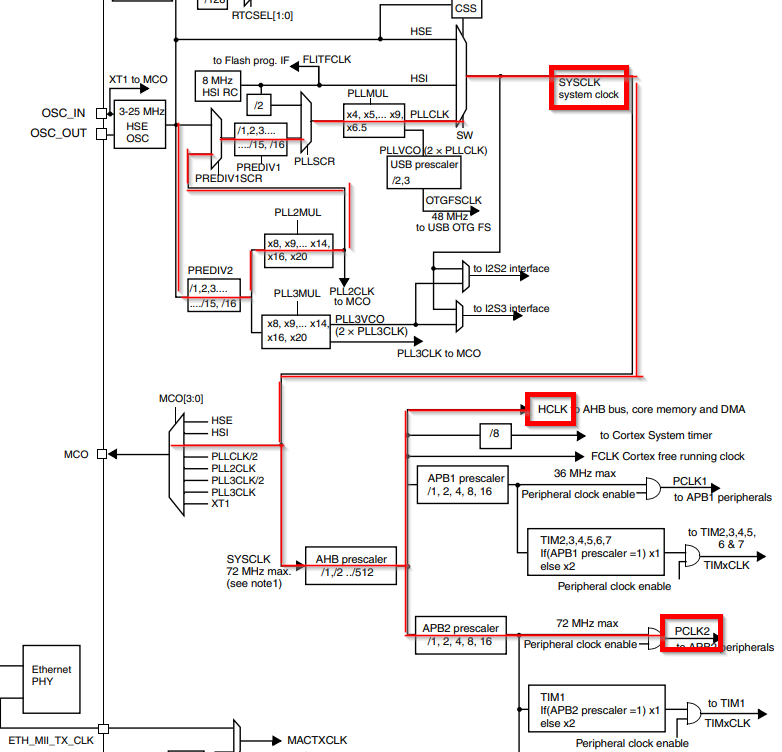 /128
RTCSEL[1:0]
CSS
HSE
to Flash prog. IF
FLITFCLK
XT1 to MCO
8 MHz
HSI RC
HSI
/2
PLLMUL
OSC_IN
OSC_OUT
3-25 MHz
HSE
OSC
/1,2,3....
..../15, /16
x4, x5,... x9,
x6.5
PLLCLK
SYSCLK
system clock
SW
PREDIV1SCR
PREDIV1
PLLSCR
PLLVCO (2 × PLLCLK)
USB prescaler
/2,3
OTGFSCLK
48 MHz
to USB OTG FS
PLL2MUL
x8, x9,... x14,
x16, x20
PREDIV2
/1,2,3....
..../15, /16
PLL2CLK
to MCO
to I2S2 interface
PLL3MUL
x8, x9,... x14,
x16, x20
PLL3VCO
(2 × PLL3CLK)
to I2S3 interface
PLL3CLK to MCO
MCO[3:0]
HSE
HSI
MCO
PLLCLK/2
PLL2CLK
PLL3CLK/2
PLL3CLK
XT1
HCLK to AHB bus, core memory and DMA
/8
to Cortex System timer
FCLK Cortex free running clock
APB1 prescaler
/1, 2, 4, 8, 16
36 MHz max
Peripheral clock enable
PCLK1
to APB1 peripherals
TIM2,3,4,5,6,7
If(APB1 prescaler =1) x1
else x2
to TIM2,3,4,5,
6 & 7
TIMxCLK
Peripheral clock enable
SYSCLK
72 MHz max.
(see note1)
AHB prescaler
/1,/2 ../512
APB2 prescaler
/1, 2, 4, 8, 16
72 MHz max
Peripheral clock enable
PCLK2
to APB2 peripherals
TIM1
If(APB2 prescaler =1) x1
else x2
to TIM1
TIMxCLK
Peripheral clock enable
Ethernet
PHY
ETH_MII_TX_CLK
MACTXCLK